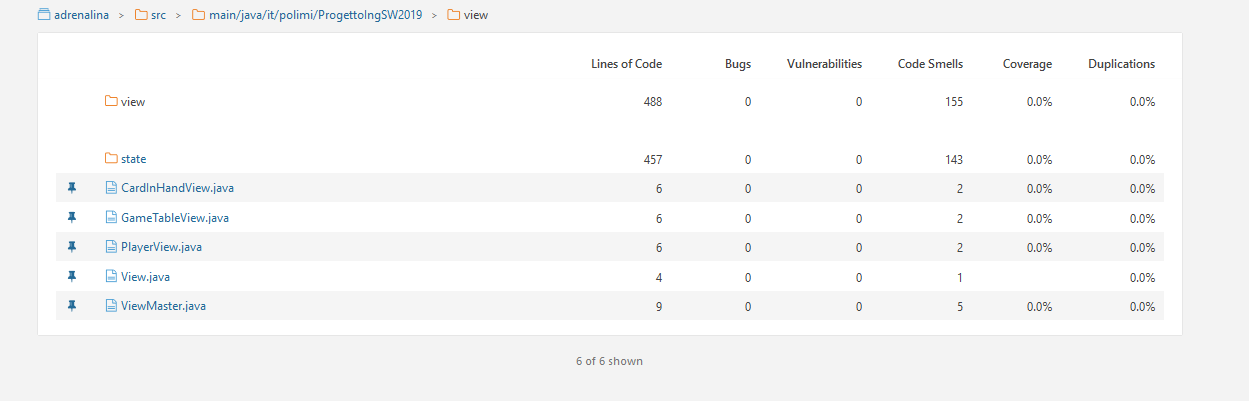 adrenalina > src > main/java/it/polimi/ProgettoIngSW2019 > view
Lines of Code Bugs Vulnerabilities Code Smells Coverage Duplications
view 488 0 0 155 0.0% 0.0%
state 457 0 0 143 0.0% 0.0%
CardInHandView.java 6 0 0 2 0.0% 0.0%
GameTableView.java 6 0 0 2 0.0% 0.0%
PlayerView.java 6 0 0 2 0.0% 0.0%
View.java 4 0 0 1 0.0%
ViewMaster.java 9 0 0 5 0.0% 0.0%
6 of 6 shown